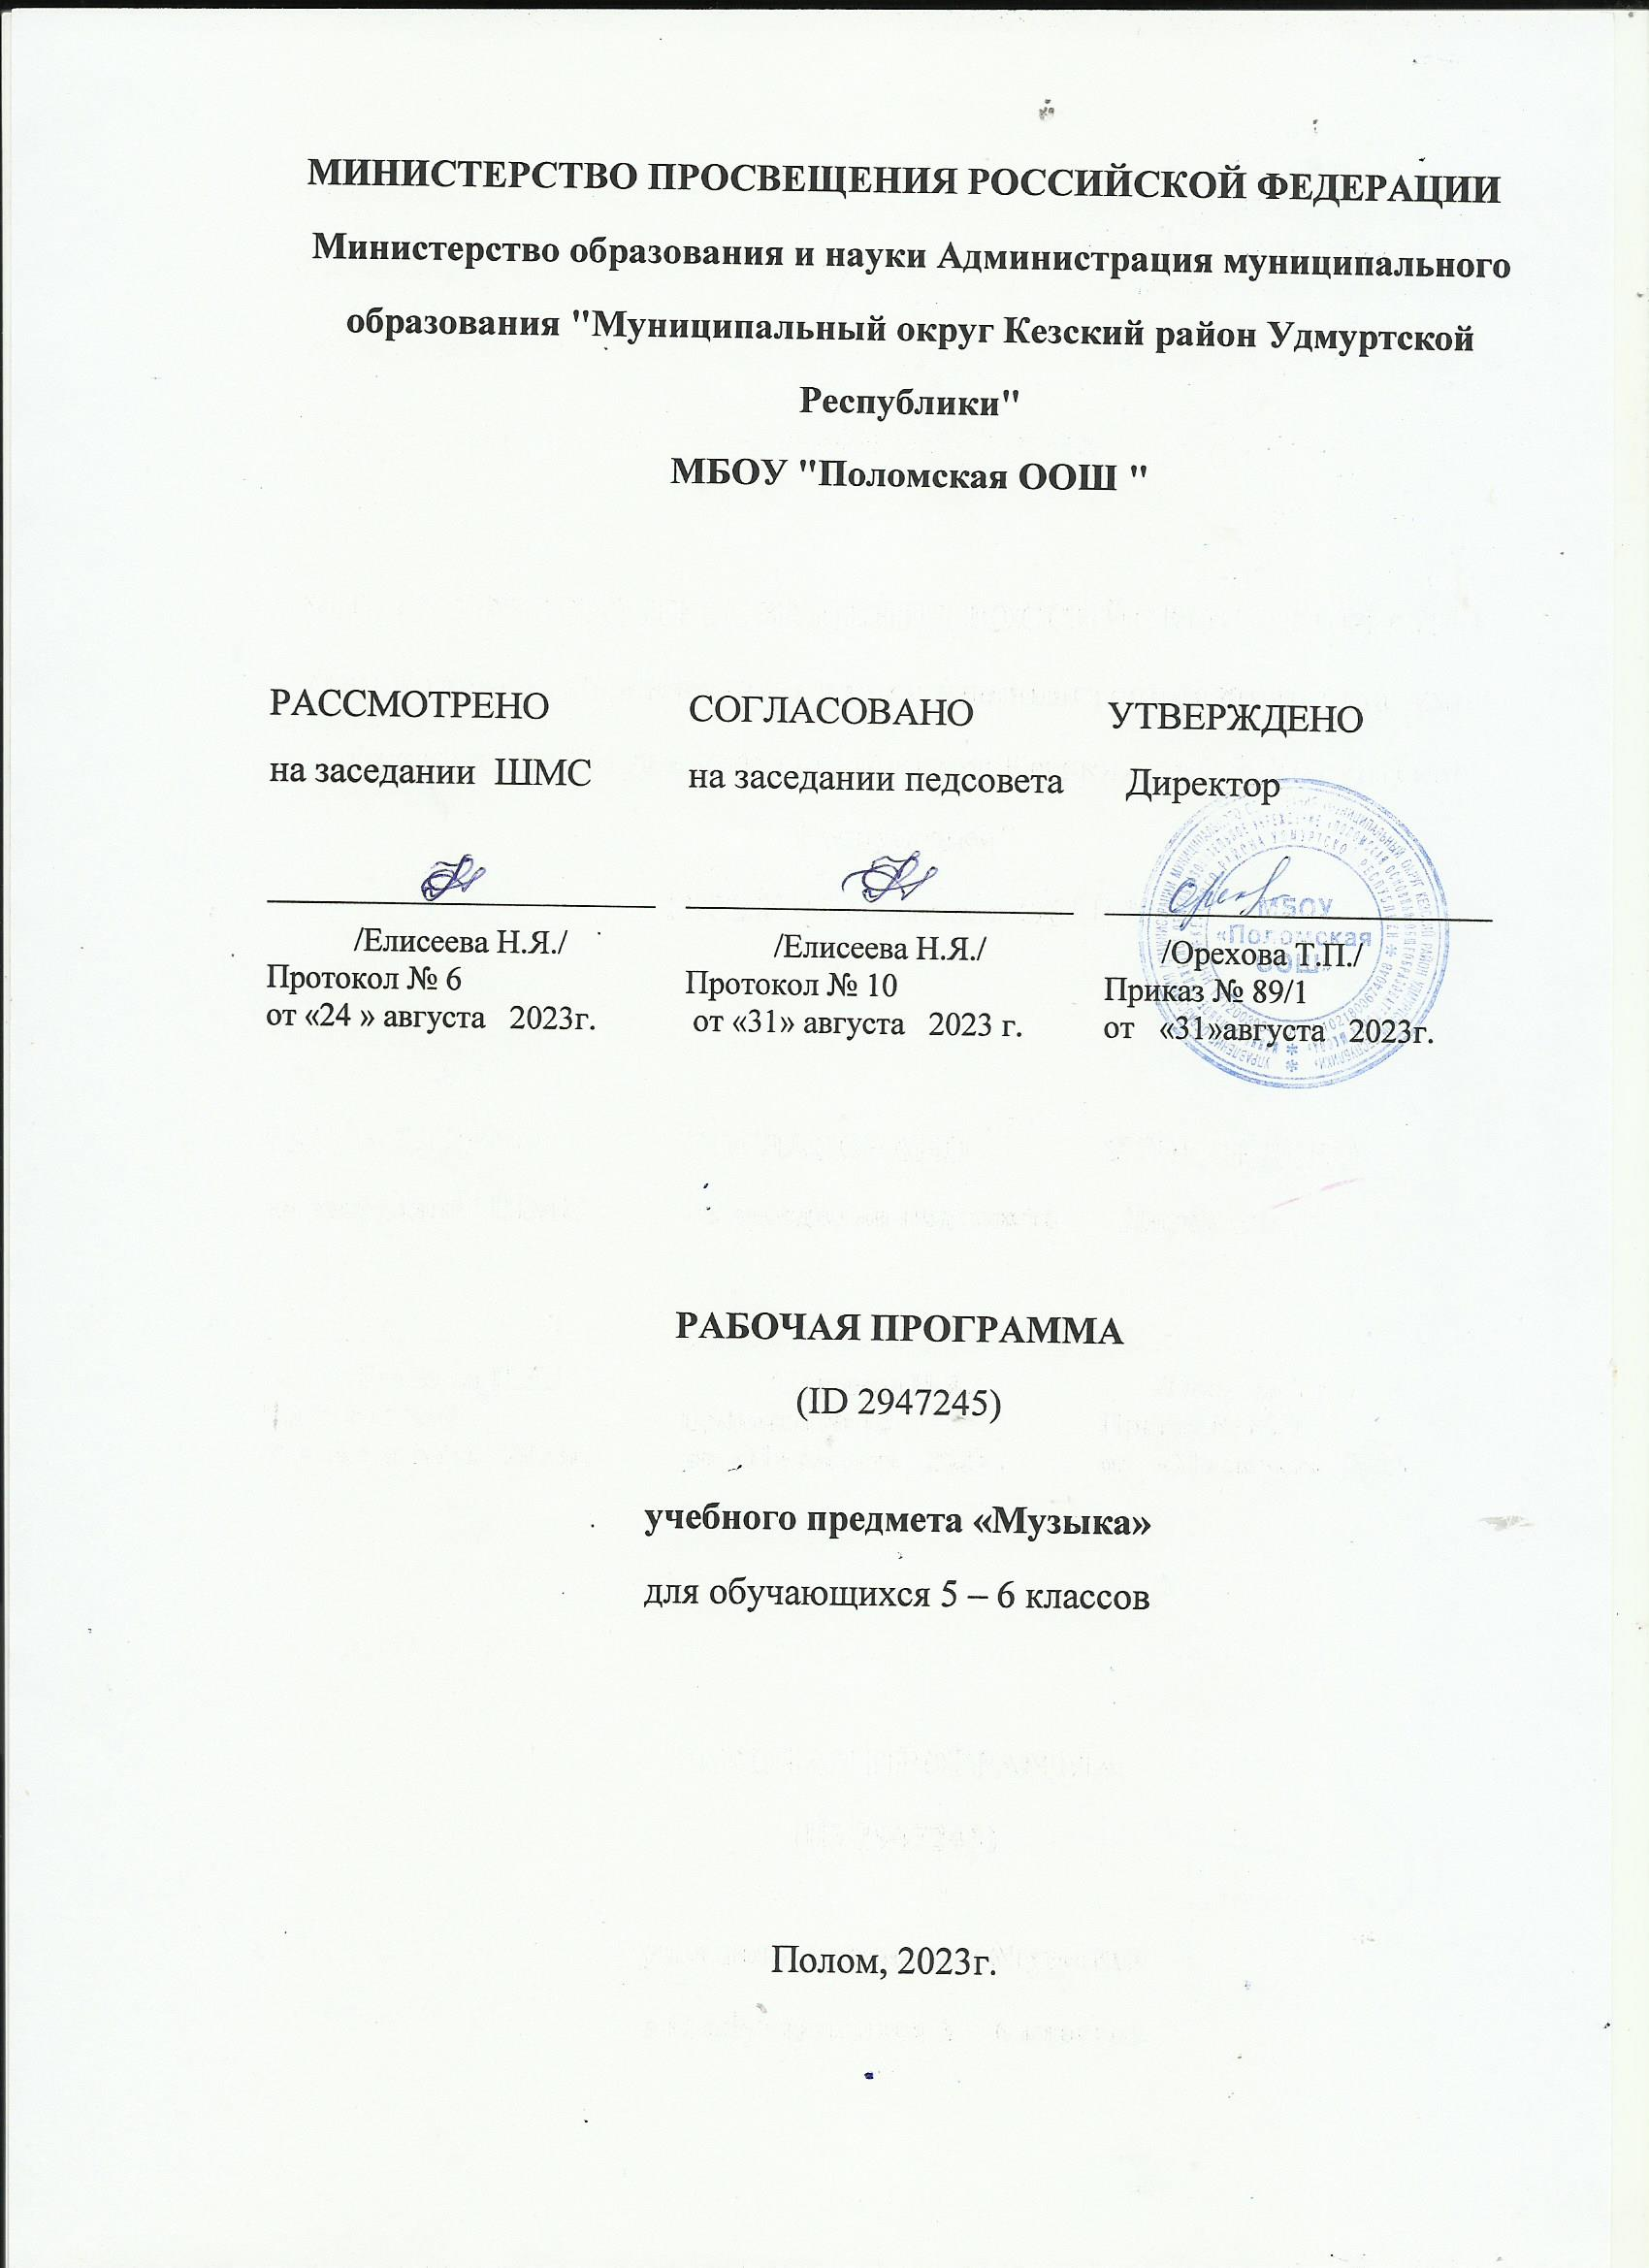 МИНИСТЕРСТВО ПРОСВЕЩЕНИЯ РОССИЙСКОЙ ФЕДЕРАЦИИ
Министерство образования и науки Администрация муниципального
образования "Муниципальный округ Кезский район Удмуртской
Республики"
МБОУ "Поломская ООШ "
РАССМОТРЕНО
на заседании ШМС
/Елисеева Н.Я./
Протокол № 6
от «24 » августа 2023г.
СОГЛАСОВАНО
на заседании педсовета
/Елисеева Н.Я./
Протокол № 10
от «31» августа 2023 г.
УТВЕРЖДЕНО
Директор
МБОУ
«Поломская
ООШ»
/Орехова Т.П./
Приказ № 89/1
от «31»августа 2023г.
РАБОЧАЯ ПРОГРАММА
(ID 2947245)
учебного предмета «Музыка»
для обучающихся 5 – 6 классов
Полом, 2023г.